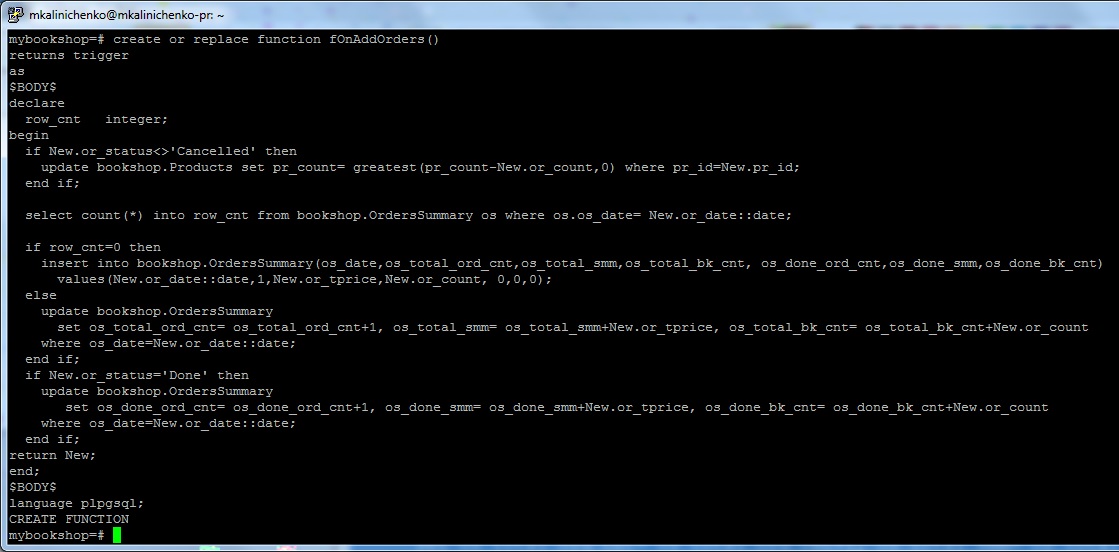 mkalinichenko@mkalinichenko-pr: ~
mybookshop=# create or replace function fOnAddOrders()
returns trigger
as
$BODY$
declare
  row_cnt   integer;
begin
  if New.or_status<>'Cancelled' then
    update bookshop.Products set pr_count= greatest(pr_count-New.or_count,0) where pr_id=New.pr_id;
  end if;

  select count(*) into row_cnt from bookshop.OrdersSummary os where os.os_date= New.or_date::date;

  if row_cnt=0 then
    insert into bookshop.OrdersSummary(os_date,os_total_ord_cnt,os_total_smm,os_total_bk_cnt, os_done_ord_cnt,os_done_smm,os_done_bk_cnt)
      values(New.or_date::date,1,New.or_tprice,New.or_count, 0,0,0);
  else
    update bookshop.OrdersSummary
      set os_total_ord_cnt= os_total_ord_cnt+1, os_total_smm= os_total_smm+New.or_tprice, os_total_bk_cnt= os_total_bk_cnt+New.or_count
    where os_date=New.or_date::date;
  end if;
  if New.or_status='Done' then
    update bookshop.OrdersSummary
       set os_done_ord_cnt= os_done_ord_cnt+1, os_done_smm= os_done_smm+New.or_tprice, os_done_bk_cnt= os_done_bk_cnt+New.or_count
    where os_date=New.or_date::date;
  end if;
return New;
end;
$BODY$
language plpgsql;
CREATE FUNCTION
mybookshop=#